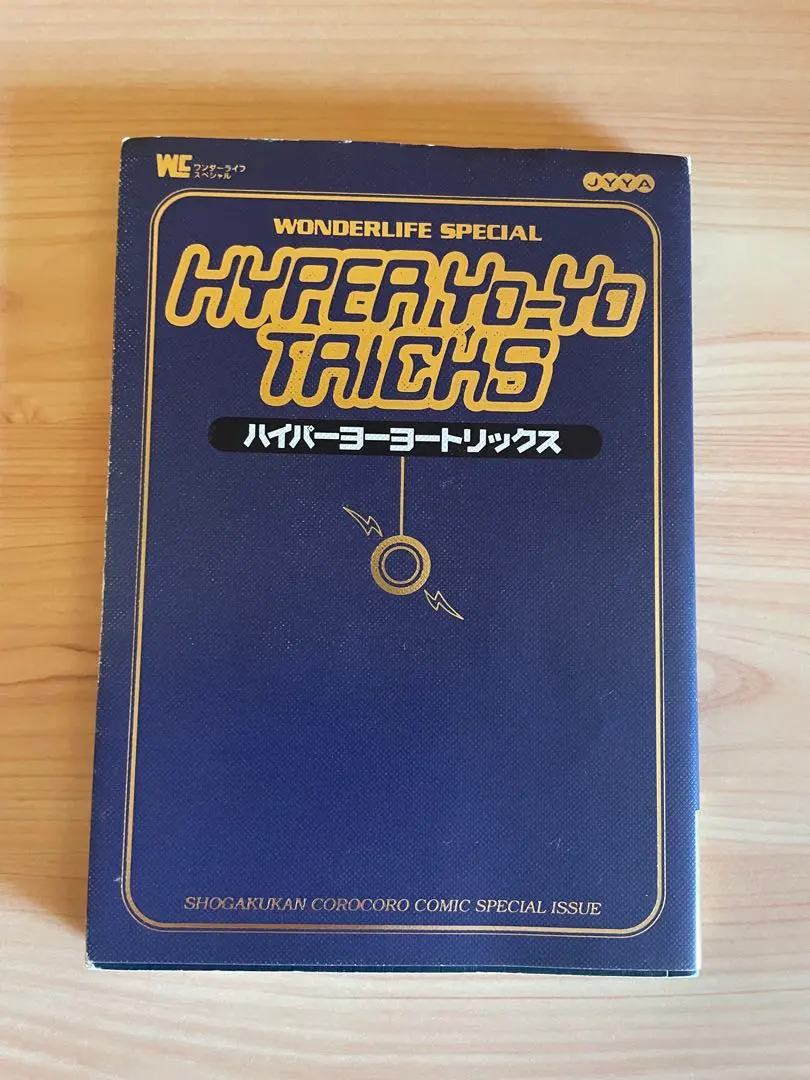 WL ワンダーライフ
スペシャル
JYYA
WONDERLIFE SPECIAL
HYPER YO-YO
TRICKS
ハイパーヨーヨートリックス
SHOGAKUKAN COROCORO COMIC SPECIAL ISSUE